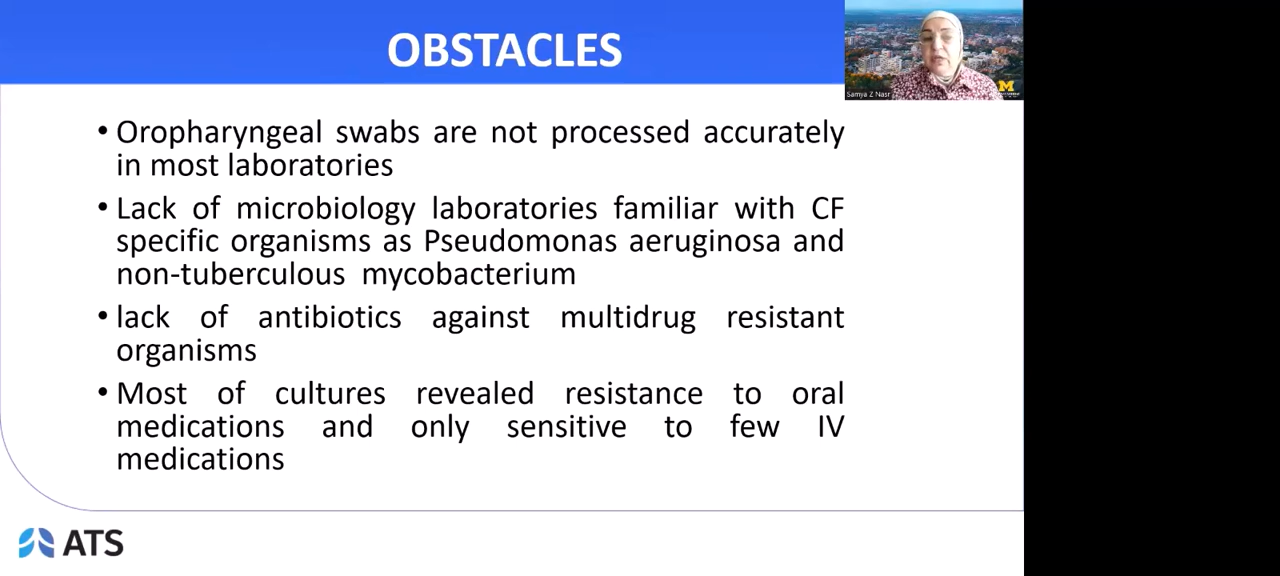 OBSTACLES
Samya Z Nasr
M
• Oropharyngeal swabs are not processed accurately
in most laboratories
• Lack of microbiology laboratories familiar with CF
specific organisms as Pseudomonas aeruginosa and
non-tuberculous mycobacterium
• lack of antibiotics against multidrug resistant
organisms
• Most of cultures revealed resistance to oral
medications and only sensitive to few IV
medications
ATS